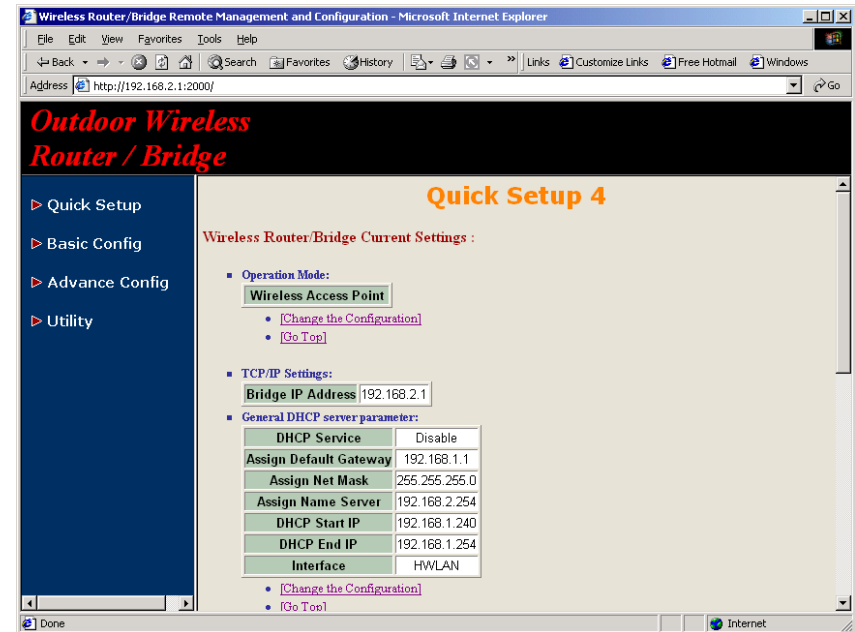 Wireless Router/Bridge Remote Management and Configuration - Microsoft Internet Explorer
File Edit View Favorites Tools Help
Back Search Favorites History » Links Customize Links Free Hotmail Windows
Address http://192.168.2.1:2000/ Go
Outdoor Wireless
Router / Bridge
Quick Setup
Basic Config
Advance Config
Utility
Quick Setup 4
Wireless Router/Bridge Current Settings :
Operation Mode:
Wireless Access Point
[Change the Configuration]
[Go Top]
TCP/IP Settings:
Bridge IP Address 192.168.2.1
General DHCP server parameter:
DHCP Service Disable
Assign Default Gateway 192.168.1.1
Assign Net Mask 255.255.255.0
Assign Name Server 192.168.2.254
DHCP Start IP 192.168.1.240
DHCP End IP 192.168.1.254
Interface HWLAN
[Change the Configuration]
[Go Top]
Done Internet